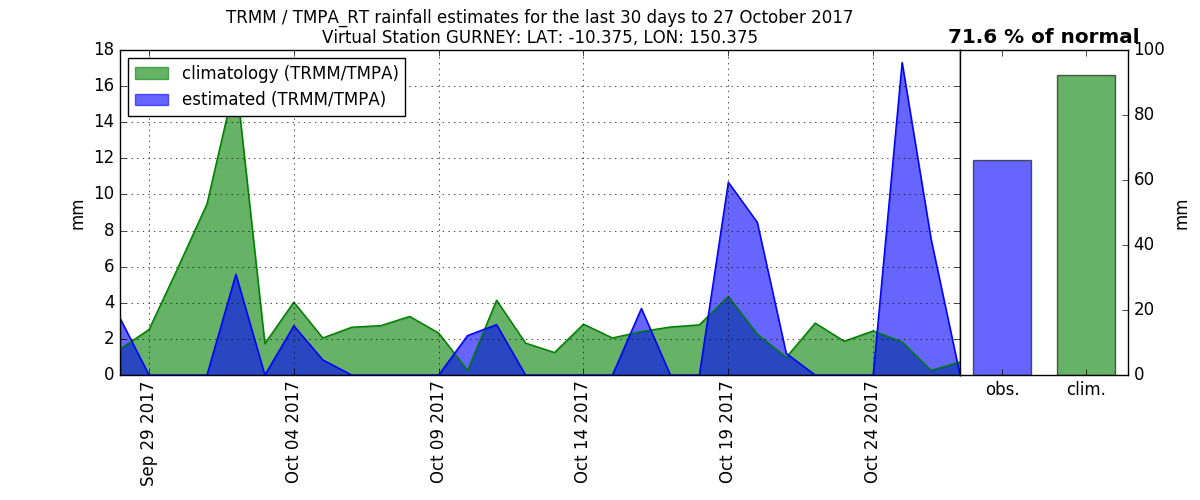 TRMM / TMPA_RT rainfall estimates for the last 30 days to 27 October 2017
Virtual Station GURNEY: LAT: -10.375, LON: 150.375
71.6 % of normal
climatology (TRMM/TMPA)
estimated (TRMM/TMPA)
18
16
14
12
10
8
6
4
2
0
mm
Sep 29 2017
Oct 04 2017
Oct 09 2017
Oct 14 2017
Oct 19 2017
Oct 24 2017
obs.
clim.
100
80
60
40
20
0
mm